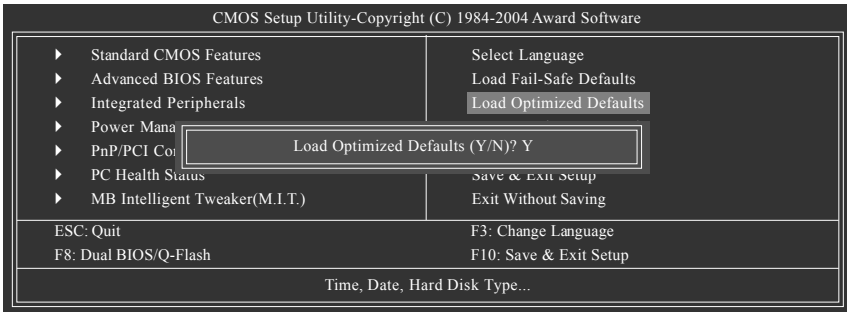 CMOS Setup Utility-Copyright (C) 1984-2004 Award Software
Standard CMOS Features
Advanced BIOS Features
Integrated Peripherals
Power Mana
PnP/PCI Co
PC Health Status
MB Intelligent Tweaker(M.I.T.)
Select Language
Load Fail-Safe Defaults
Load Optimized Defaults
Save & Exit Setup
Exit Without Saving
Load Optimized Defaults (Y/N)? Y
ESC: Quit
F8: Dual BIOS/Q-Flash
F3: Change Language
F10: Save & Exit Setup
Time, Date, Hard Disk Type...